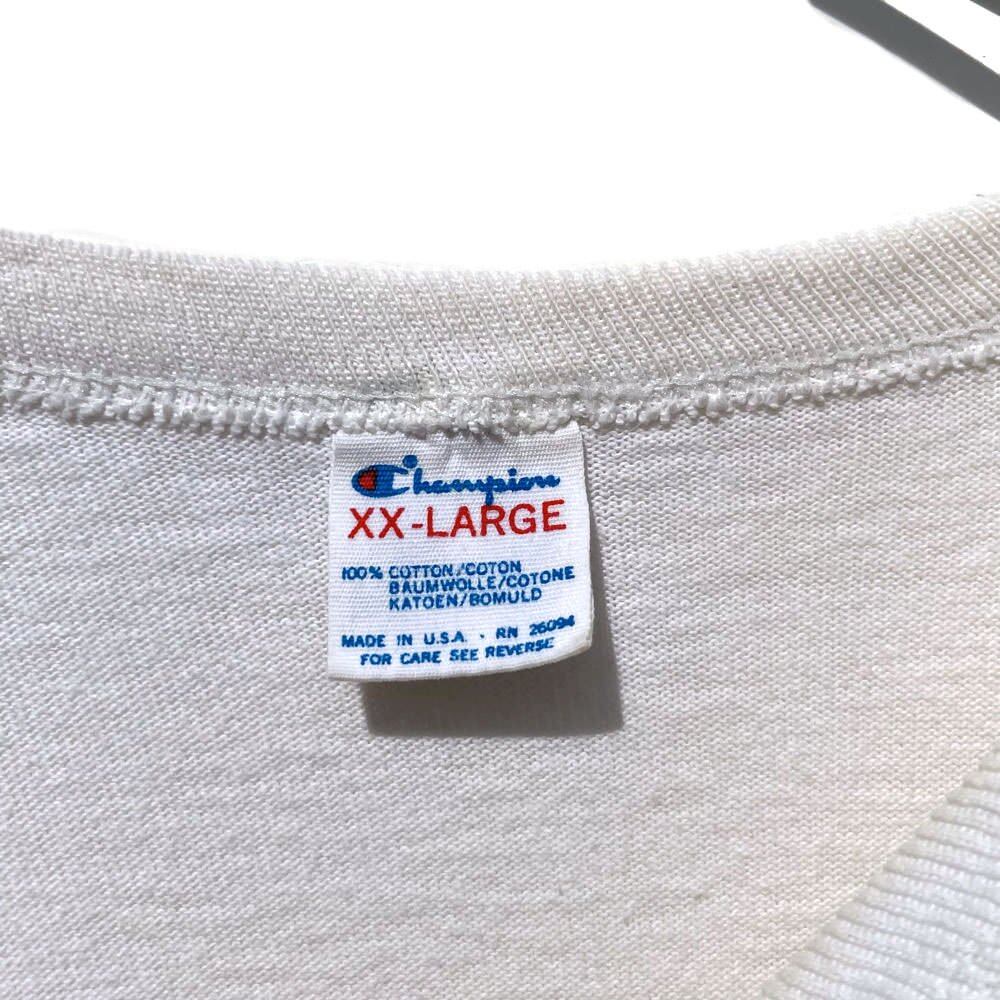 Champion
XX-LARGE
100% COTTON/COTON
BAUMWOLLE/COTONE
KATOEN/BOMULD
MADE IN U.S.A. · RN 26094
FOR CARE SEE REVERSE